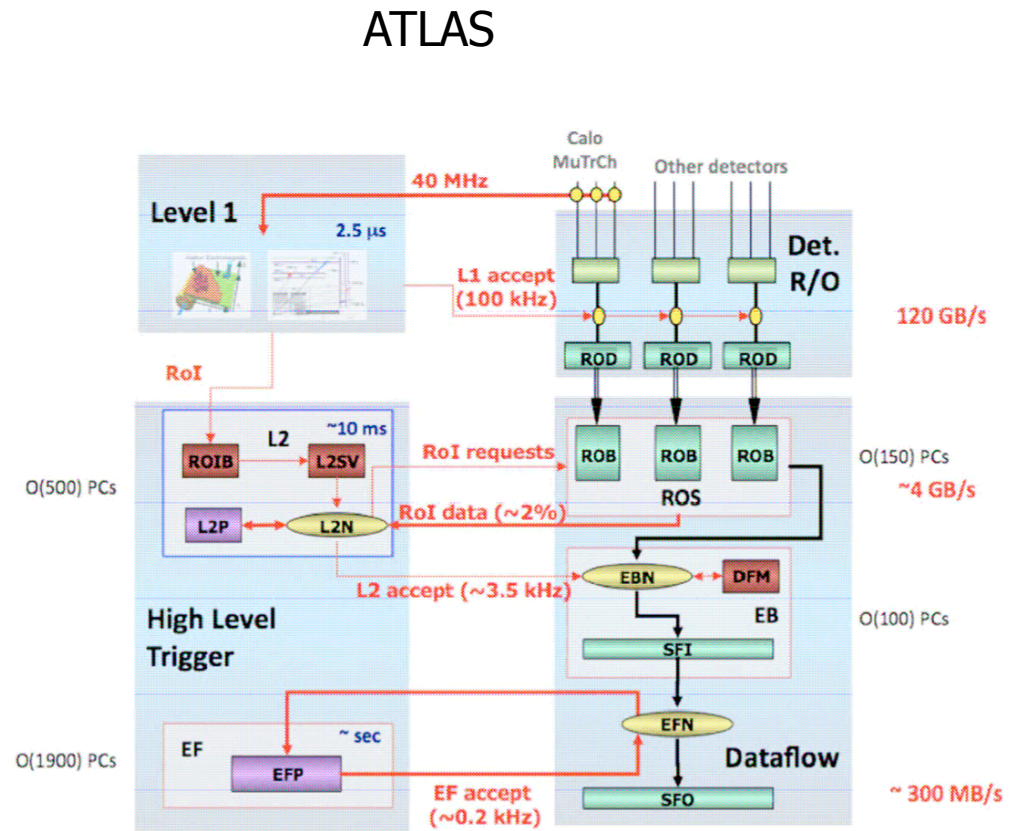 ATLAS
Calo
MuTrCh
Other detectors
40 MHz
Level 1
2.5 µs
Det.
R/O
L1 accept
(100 kHz)
120 GB/s
ROD
ROD
ROD
RoI
~10 ms
L2
ROIB
L2SV
RoI requests
ROB
ROB
ROB
O(150) PCs
ROS
~4 GB/s
O(500) PCs
L2P
L2N
RoI data (~2%)
L2 accept (~3.5 kHz)
EBN
DFM
EB
O(100) PCs
High Level
Trigger
SFI
EFN
~ sec
EF
EFP
O(1900) PCs
Dataflow
EF accept
(~0.2 kHz)
SFO
~ 300 MB/s